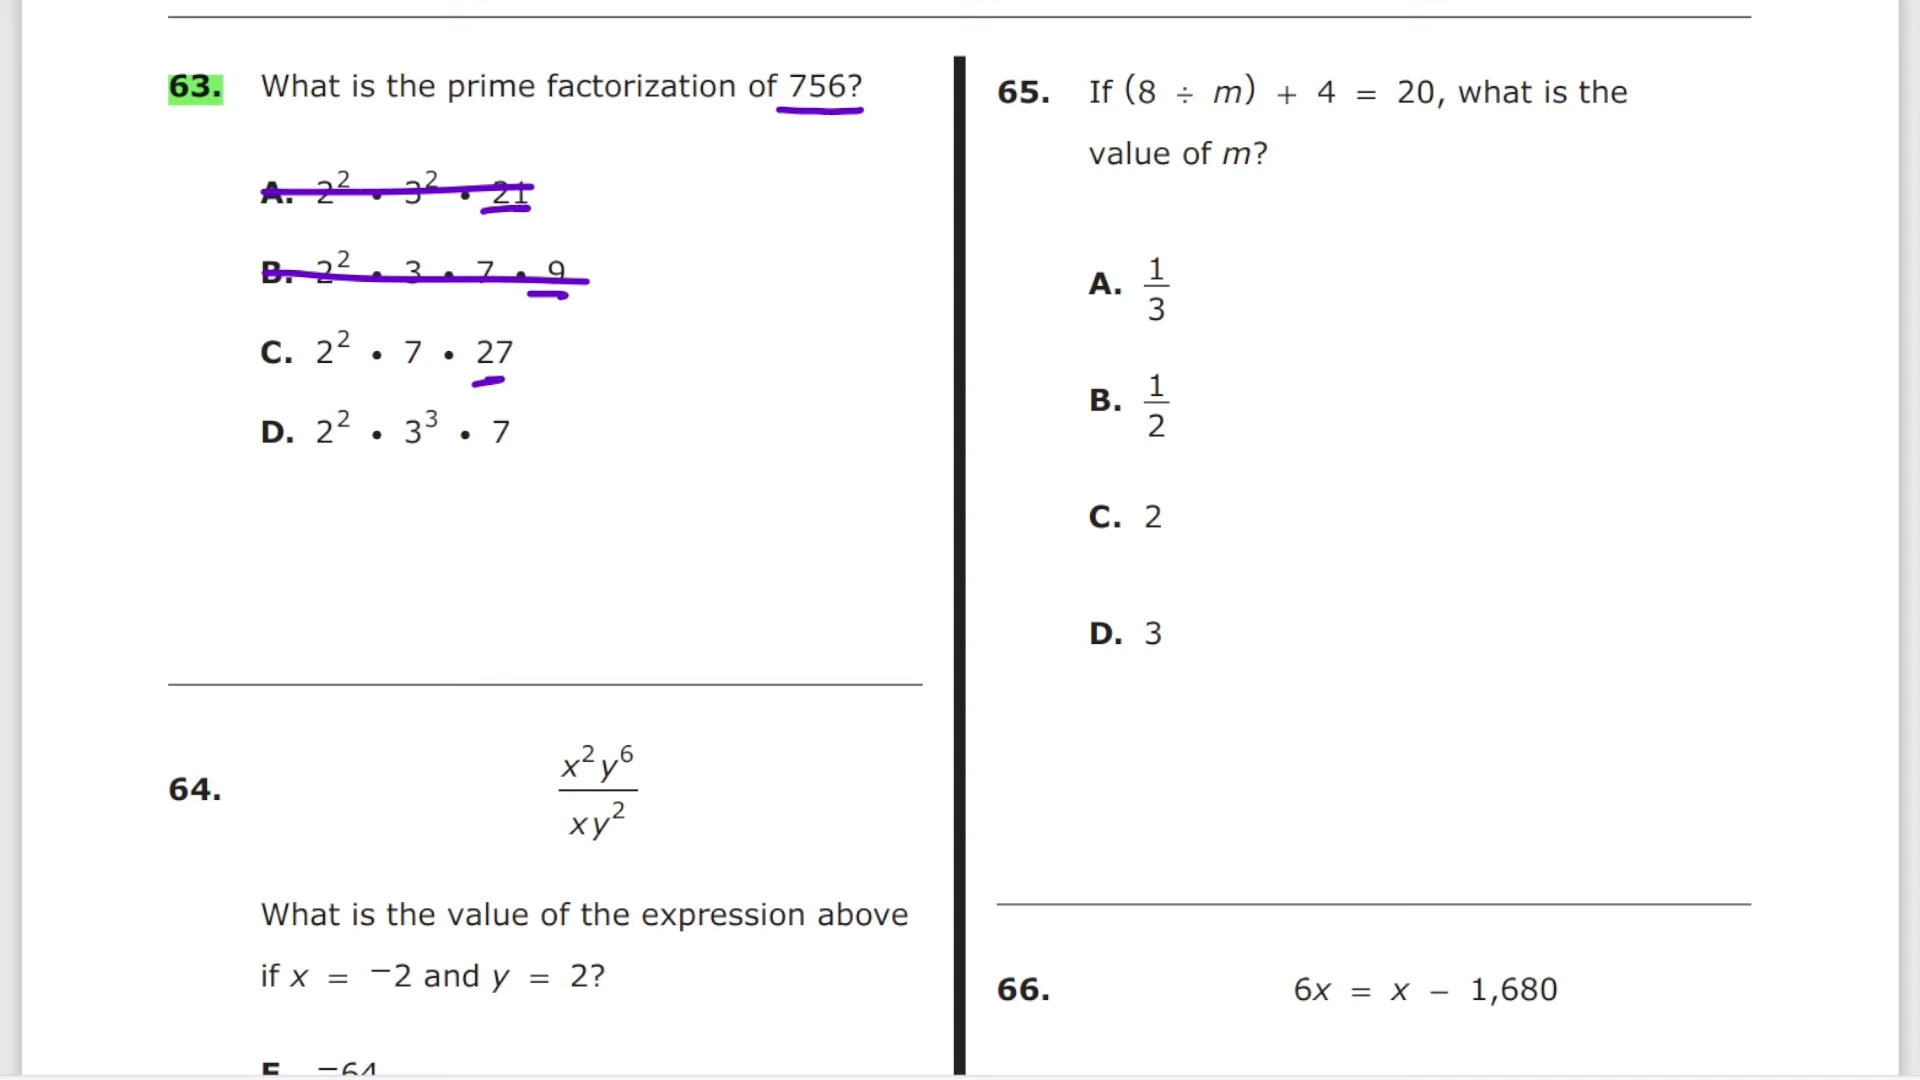 63. What is the prime factorization of 756?
A. 2² • 3² • 21
B. 2² • 3 • 7 • 9
C. 2² • 7 • 27
D. 2² • 3³ • 7
64. x²y⁶
xy²
What is the value of the expression above
if x = ⁻2 and y = 2?
E. ⁻64
65. If (8 ÷ m) + 4 = 20, what is the
value of m?
A. 1/3
B. 1/2
C. 2
D. 3
66. 6x = x − 1,680